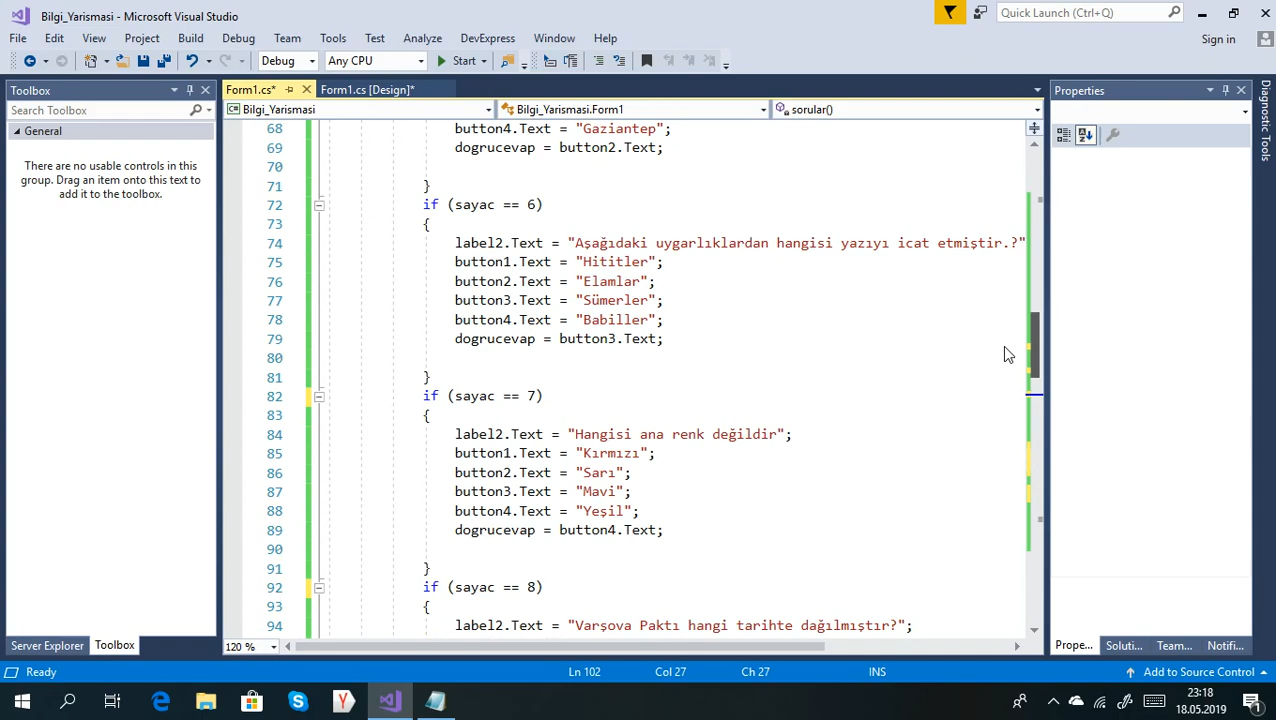 Bilgi_Yarismasi - Microsoft Visual Studio
Quick Launch (Ctrl+Q)
File Edit View Project Build Debug Team Tools Test Analyze DevExpress Window Help
Sign in
Debug Any CPU Start
Toolbox
Form1.cs* Form1.cs [Design]*
Properties
Search Toolbox
Bilgi_Yarismasi Bilgi_Yarismasi.Form1 sorular()
General
There are no usable controls in this
group. Drag an item onto this text to
add it to the toolbox.
68 button4.Text = "Gaziantep";
69 dogrucevap = button2.Text;
70
71 }
72 if (sayac == 6)
73 {
74 label2.Text = "Aşağıdaki uygarlıklardan hangisi yazıyı icat etmiştir.?"
75 button1.Text = "Hititler";
76 button2.Text = "Elamlar";
77 button3.Text = "Sümerler";
78 button4.Text = "Babiller";
79 dogrucevap = button3.Text;
80
81 }
82 if (sayac == 7)
83 {
84 label2.Text = "Hangisi ana renk değildir";
85 button1.Text = "Kırmızı";
86 button2.Text = "Sarı";
87 button3.Text = "Mavi";
88 button4.Text = "Yeşil";
89 dogrucevap = button4.Text;
90
91 }
92 if (sayac == 8)
93 {
94 label2.Text = "Varşova Paktı hangi tarihte dağılmıştır?";
Diagnostic Tools
120 %
Server Explorer Toolbox
Prope... Soluti... Team... Notifi...
Ready Ln 102 Col 27 Ch 27 INS Add to Source Control
23:18
18.05.2019
1